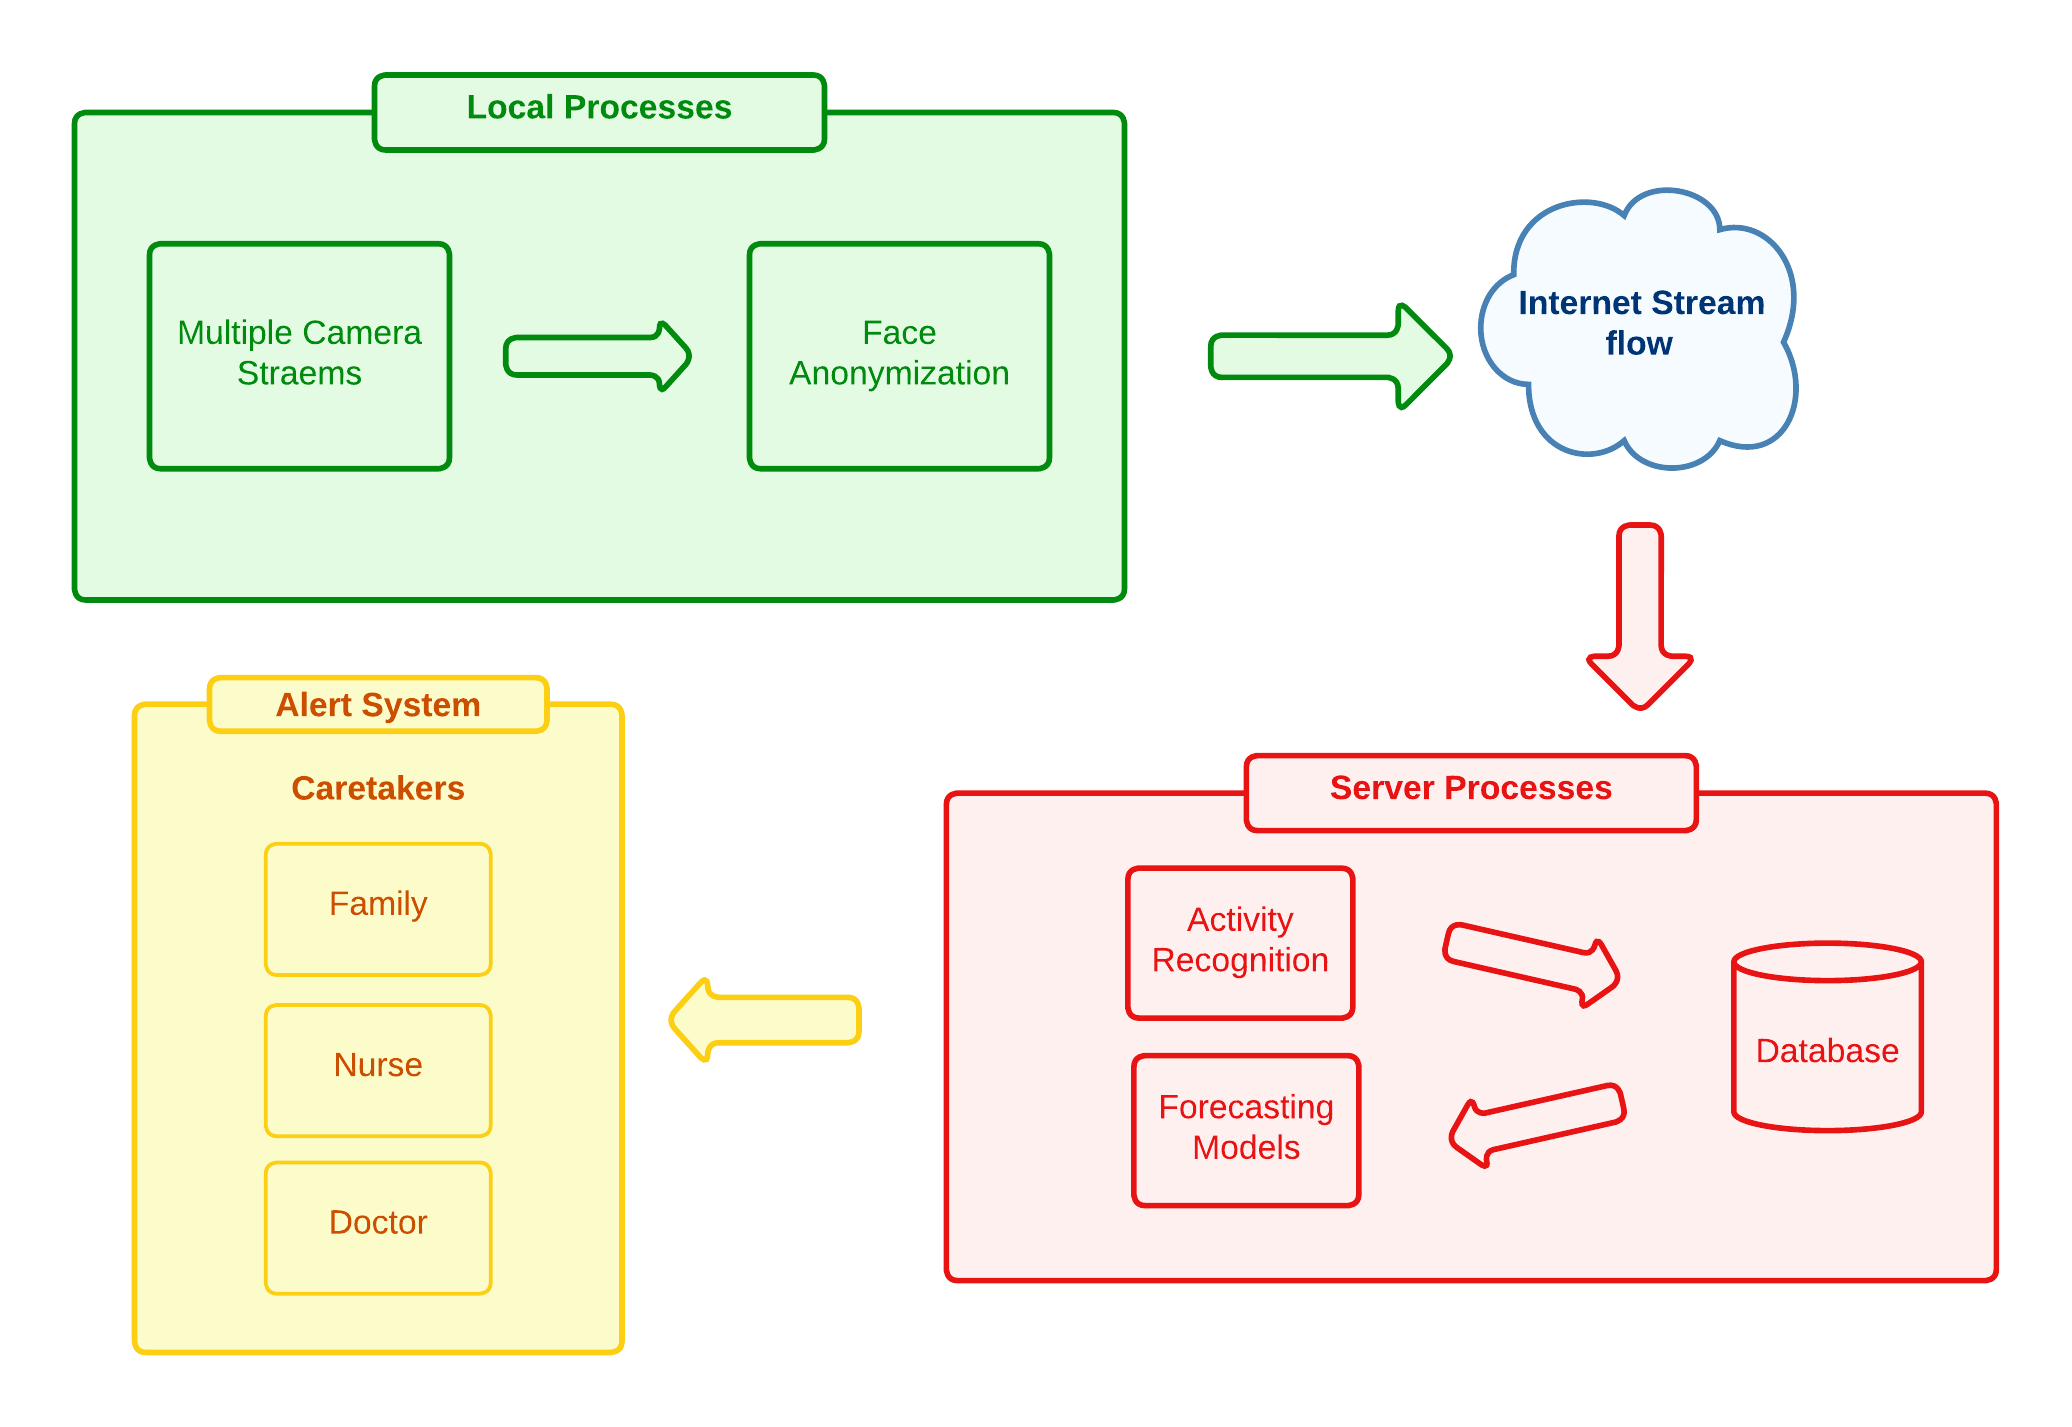 Local Processes
Multiple Camera
Straems
Face
Anonymization
Internet Stream
flow
Alert System
Caretakers
Family
Nurse
Doctor
Server Processes
Activity
Recognition
Forecasting
Models
Database